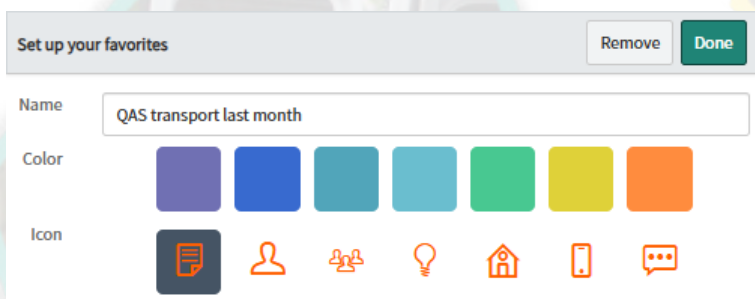 Set up your favorites
Remove
Done
Name
QAS transport last month
Color
Icon